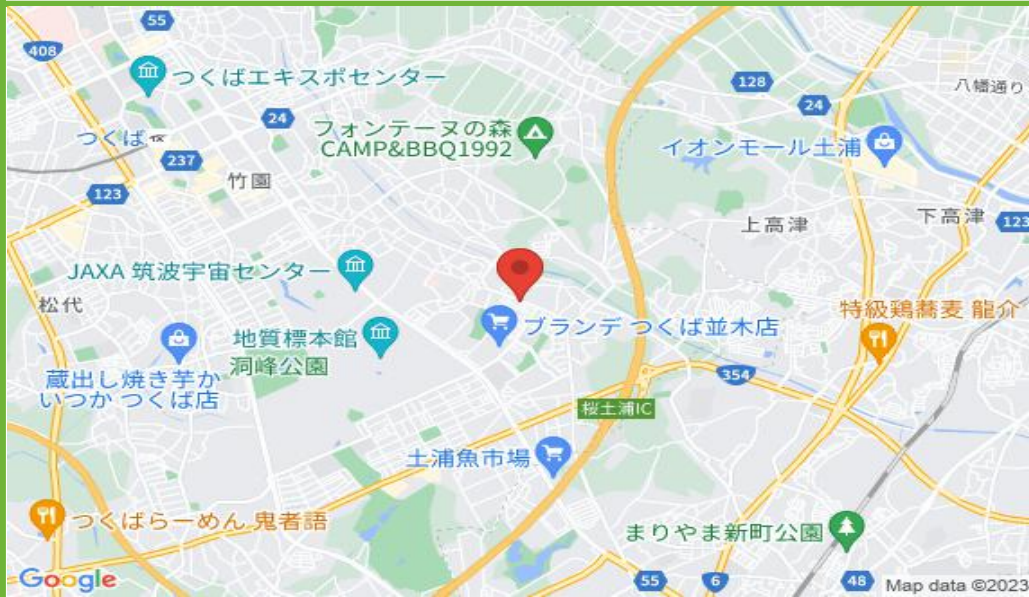 55
408
つくばエキスポセンター
128
八幡通り
24
24
つくば
フォンテーヌの森
CAMP&BBQ1992
イオンモール土浦
237
竹園
123
上高津
下高津
123
JAXA 筑波宇宙センター
松代
特級鶏蕎麦 龍介
ブランデ つくば並木店
地質標本館
洞峰公園
354
蔵出し焼き芋か
いつか つくば店
桜土浦IC
土浦魚市場
つくばらーめん 鬼者語
まりやま新町公園
Google
55
6
48
Map data ©2023